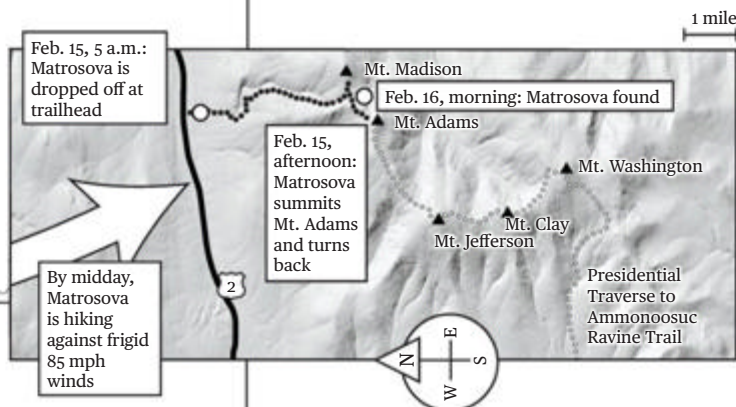 1 mile
Feb. 15, 5 a.m.:
Matrosova is
dropped off at
trailhead
Mt. Madison
Feb. 16, morning: Matrosova found
Mt. Adams
Feb. 15,
afternoon:
Matrosova
summits
Mt. Adams
and turns
back
Mt. Washington
Mt. Clay
Mt. Jefferson
By midday,
Matrosova
is hiking
against frigid
85 mph
winds
2
Presidential
Traverse to
Ammonoosuc
Ravine Trail
N
E
S
W